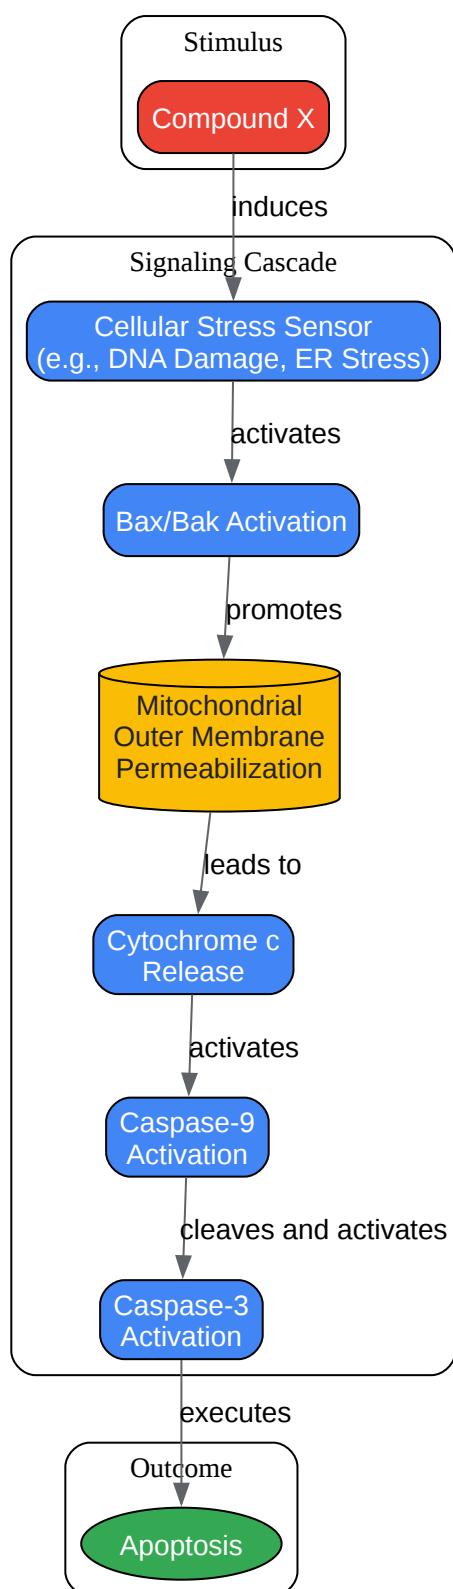 Stimulus
Compound X
induces
Signaling Cascade
Cellular Stress Sensor
(e.g., DNA Damage, ER Stress)
activates
Bax/Bak Activation
promotes
Mitochondrial
Outer Membrane
Permeabilization
leads to
Cytochrome c
Release
activates
Caspase-9
Activation
cleaves and activates
Caspase-3
Activation
executes
Outcome
Apoptosis